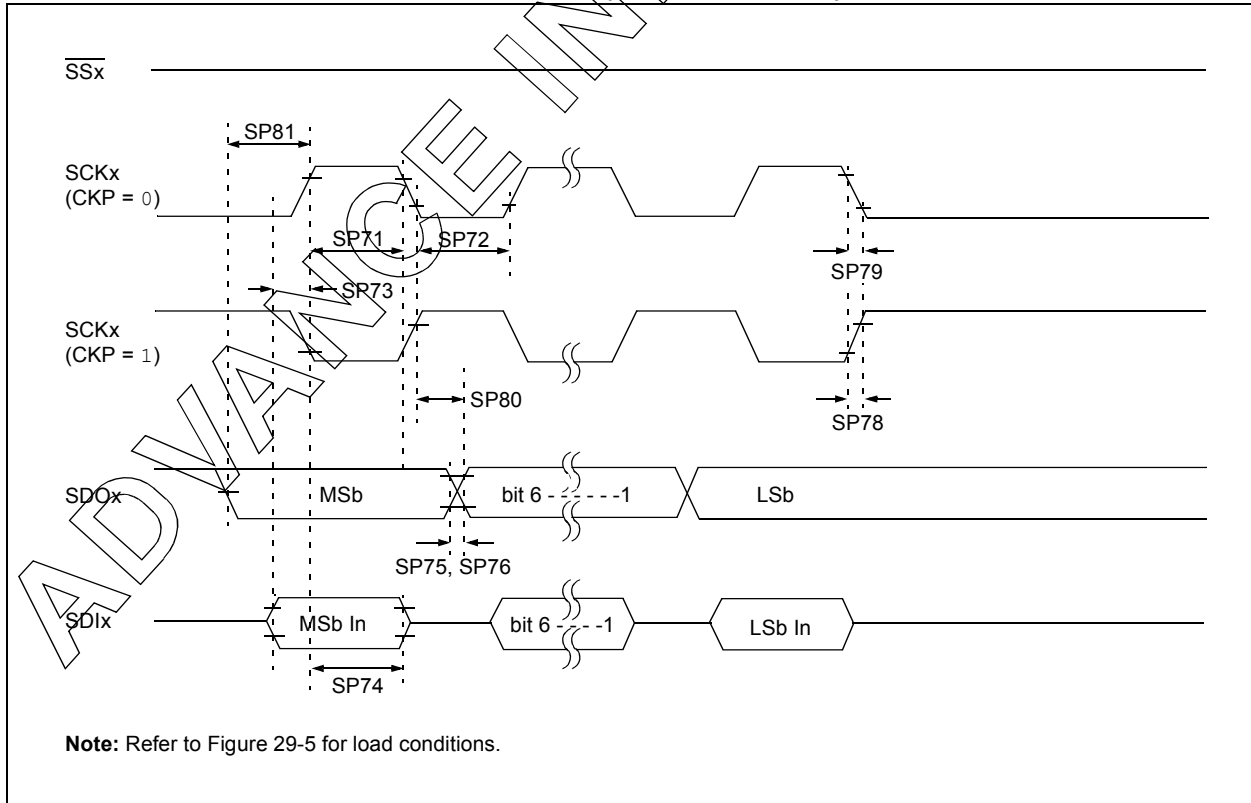 SSx
SP81
SCKx
(CKP = 0)
SP71
SP72
SP79
SP73
SCKx
(CKP = 1)
SP80
SP78
SDOx
MSb
bit 6 - - - - - -1
LSb
SP75, SP76
SDIx
MSb In
bit 6 - - - -1
LSb In
SP74
Note: Refer to Figure 29-5 for load conditions.
ADVANCE IN